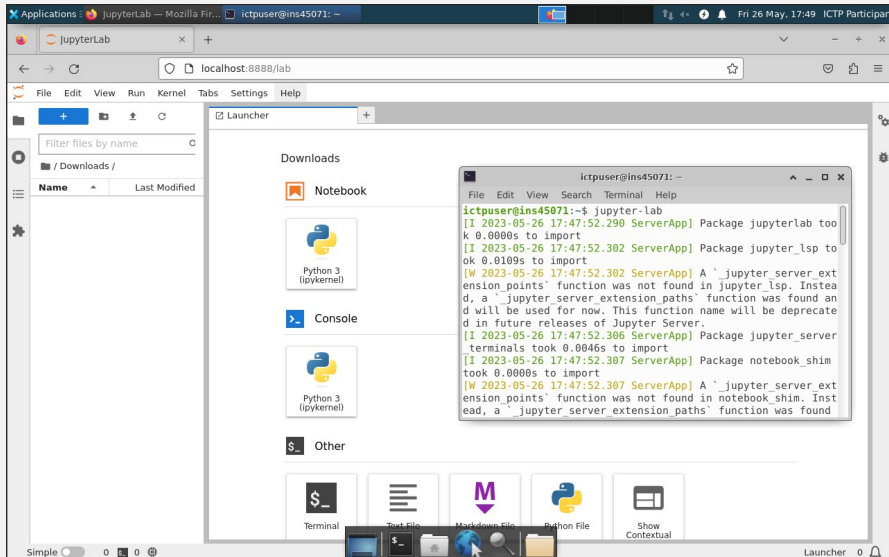 Applications JupyterLab — Mozilla Fir... ictpuser@ins45071: ~ Fri 26 May, 17:49 ICTP Participan
JupyterLab
localhost:8888/lab
File Edit View Run Kernel Tabs Settings Help
Launcher
Filter files by name
/ Downloads /
Name Last Modified
Downloads
Notebook
Python 3
(ipykernel)
Console
Python 3
(ipykernel)
$_ Other
$_
Terminal Text File Markdown File Python File Show
Contextual
ictpuser@ins45071: ~
File Edit View Search Terminal Help
ictpuser@ins45071:~$ jupyter-lab
[I 2023-05-26 17:47:52.290 ServerApp] Package jupyterlab too
k 0.0000s to import
[I 2023-05-26 17:47:52.302 ServerApp] Package jupyter_lsp to
ok 0.0109s to import
[W 2023-05-26 17:47:52.302 ServerApp] A `_jupyter_server_ext
ension_points` function was not found in jupyter_lsp. Instea
d, a `_jupyter_server_extension_paths` function was found an
d will be used for now. This function name will be deprecate
d in future releases of Jupyter Server.
[I 2023-05-26 17:47:52.306 ServerApp] Package jupyter_server
_terminals took 0.0046s to import
[I 2023-05-26 17:47:52.307 ServerApp] Package notebook_shim
took 0.0000s to import
[W 2023-05-26 17:47:52.307 ServerApp] A `_jupyter_server_ext
ension_points` function was not found in notebook_shim. Inst
ead, a `_jupyter_server_extension_paths` function was found
Simple 0 $_ 0 Launcher 0